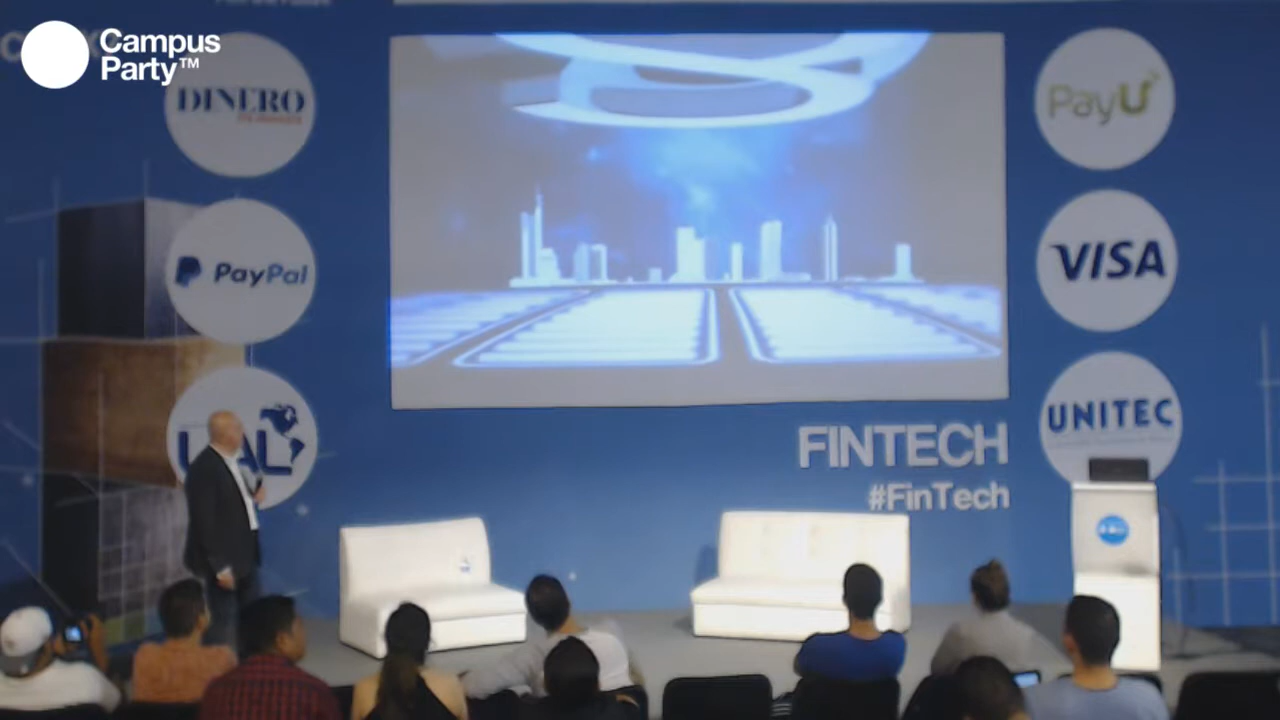 Campus
Party™
DINERO
PayPal
UAL
PayU
VISA
UNITEC
FINTECH
#FinTech